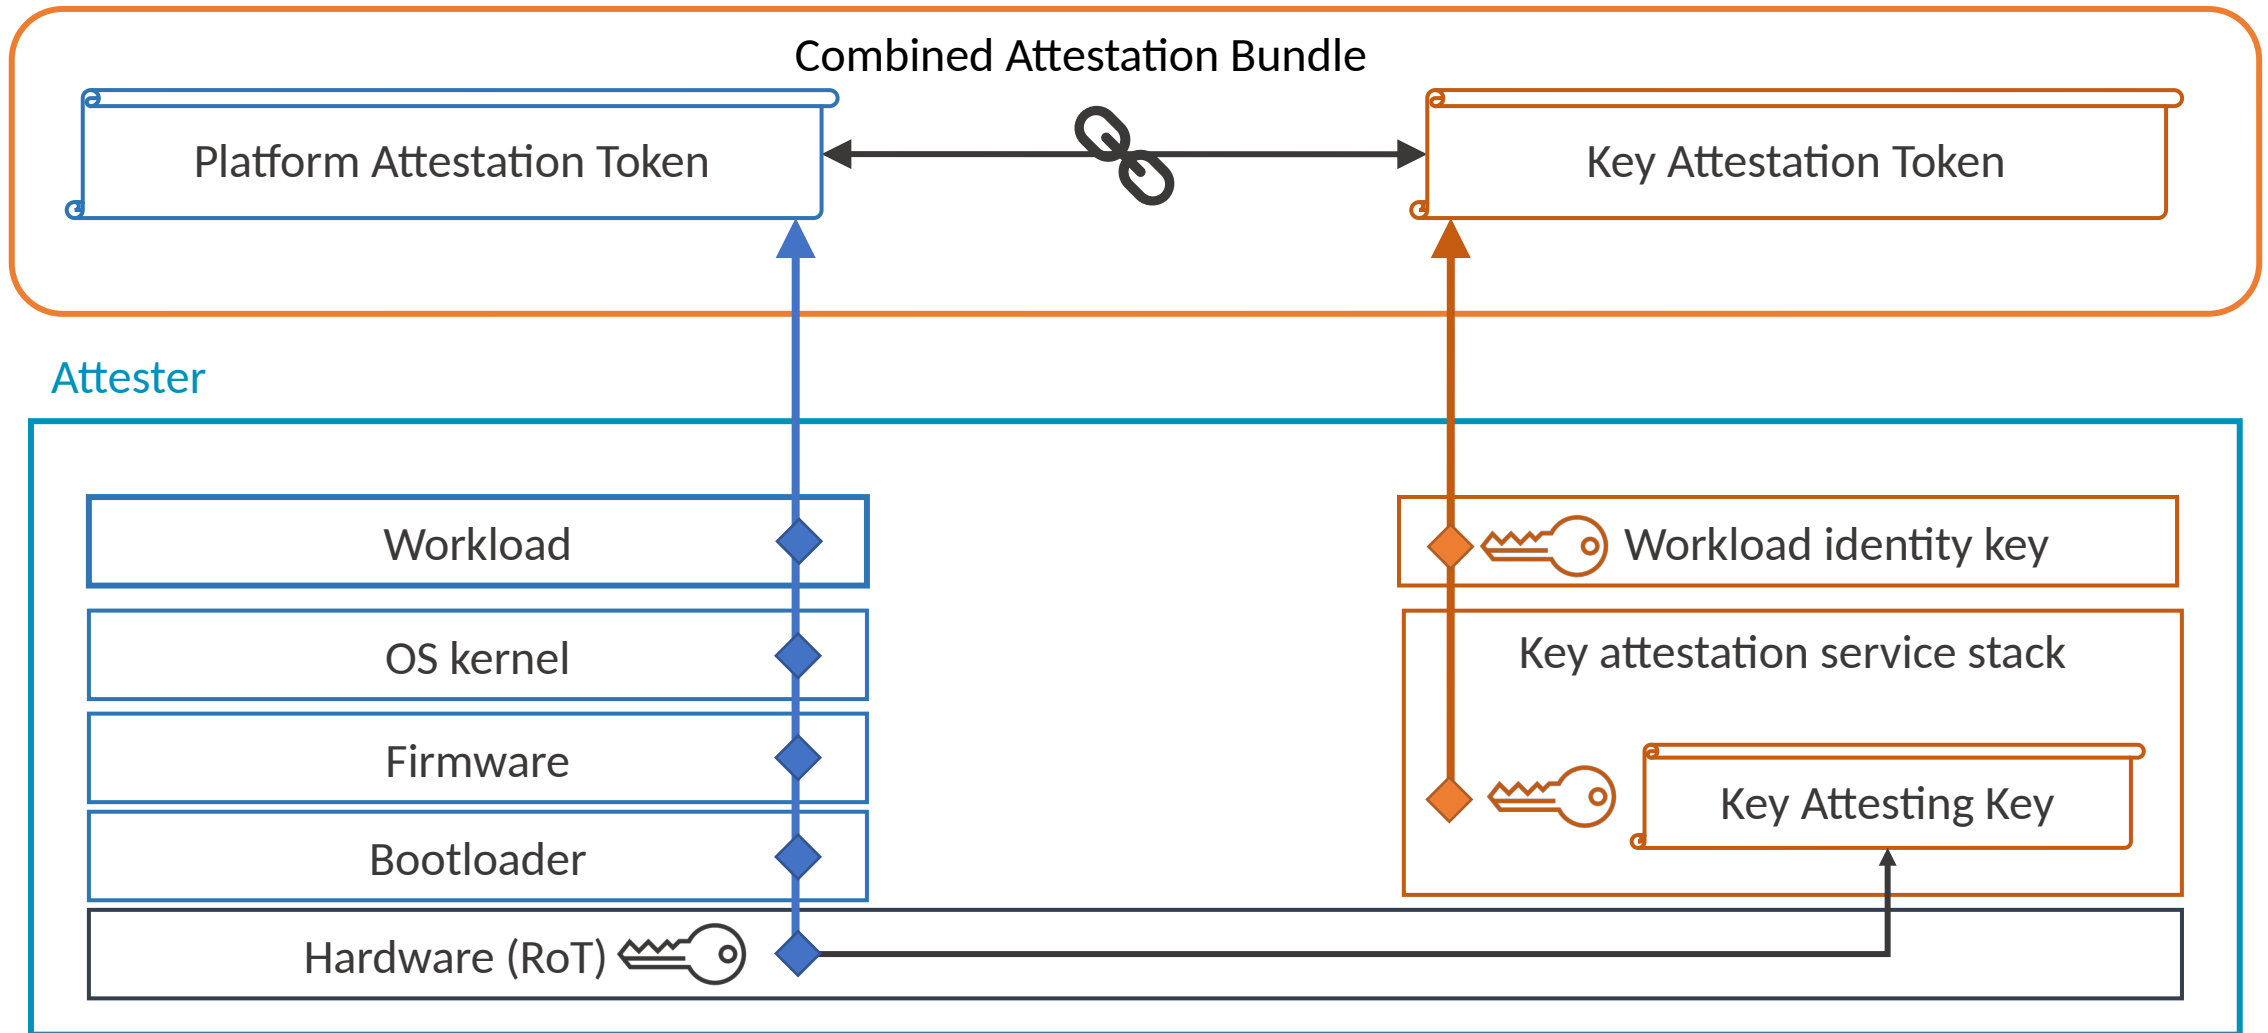 Combined Attestation Bundle
Platform Attestation Token
Key Attestation Token
Attester
Workload
Workload identity key
OS kernel
Key attestation service stack
Firmware
Key Attesting Key
Bootloader
Hardware (RoT)